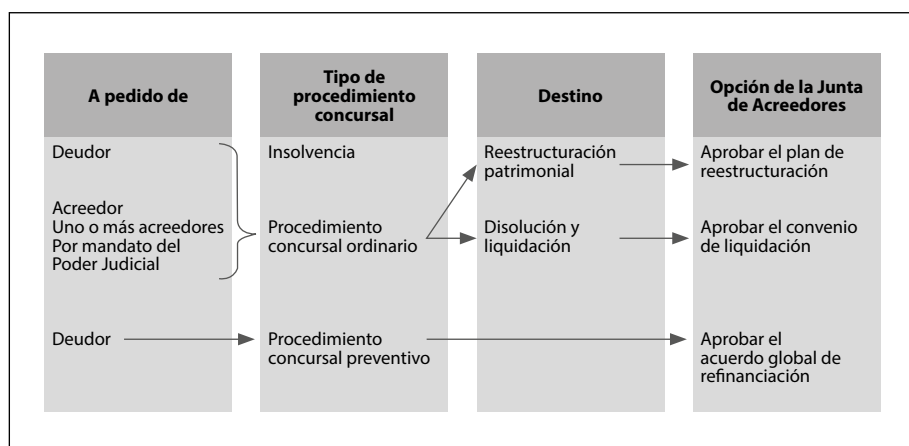 A pedido de
Tipo de
procedimiento
concursal
Destino
Opción de la Junta
de Acreedores
Deudor
Insolvencia
Reestructuración
patrimonial
Aprobar el plan de
reestructuración
Acreedor
Uno o más acreedores
Por mandato del
Poder Judicial
Procedimiento
concursal ordinario
Disolución y
liquidación
Aprobar el convenio
de liquidación
Deudor
Procedimiento
concursal preventivo
Aprobar el
acuerdo global de
refinanciación